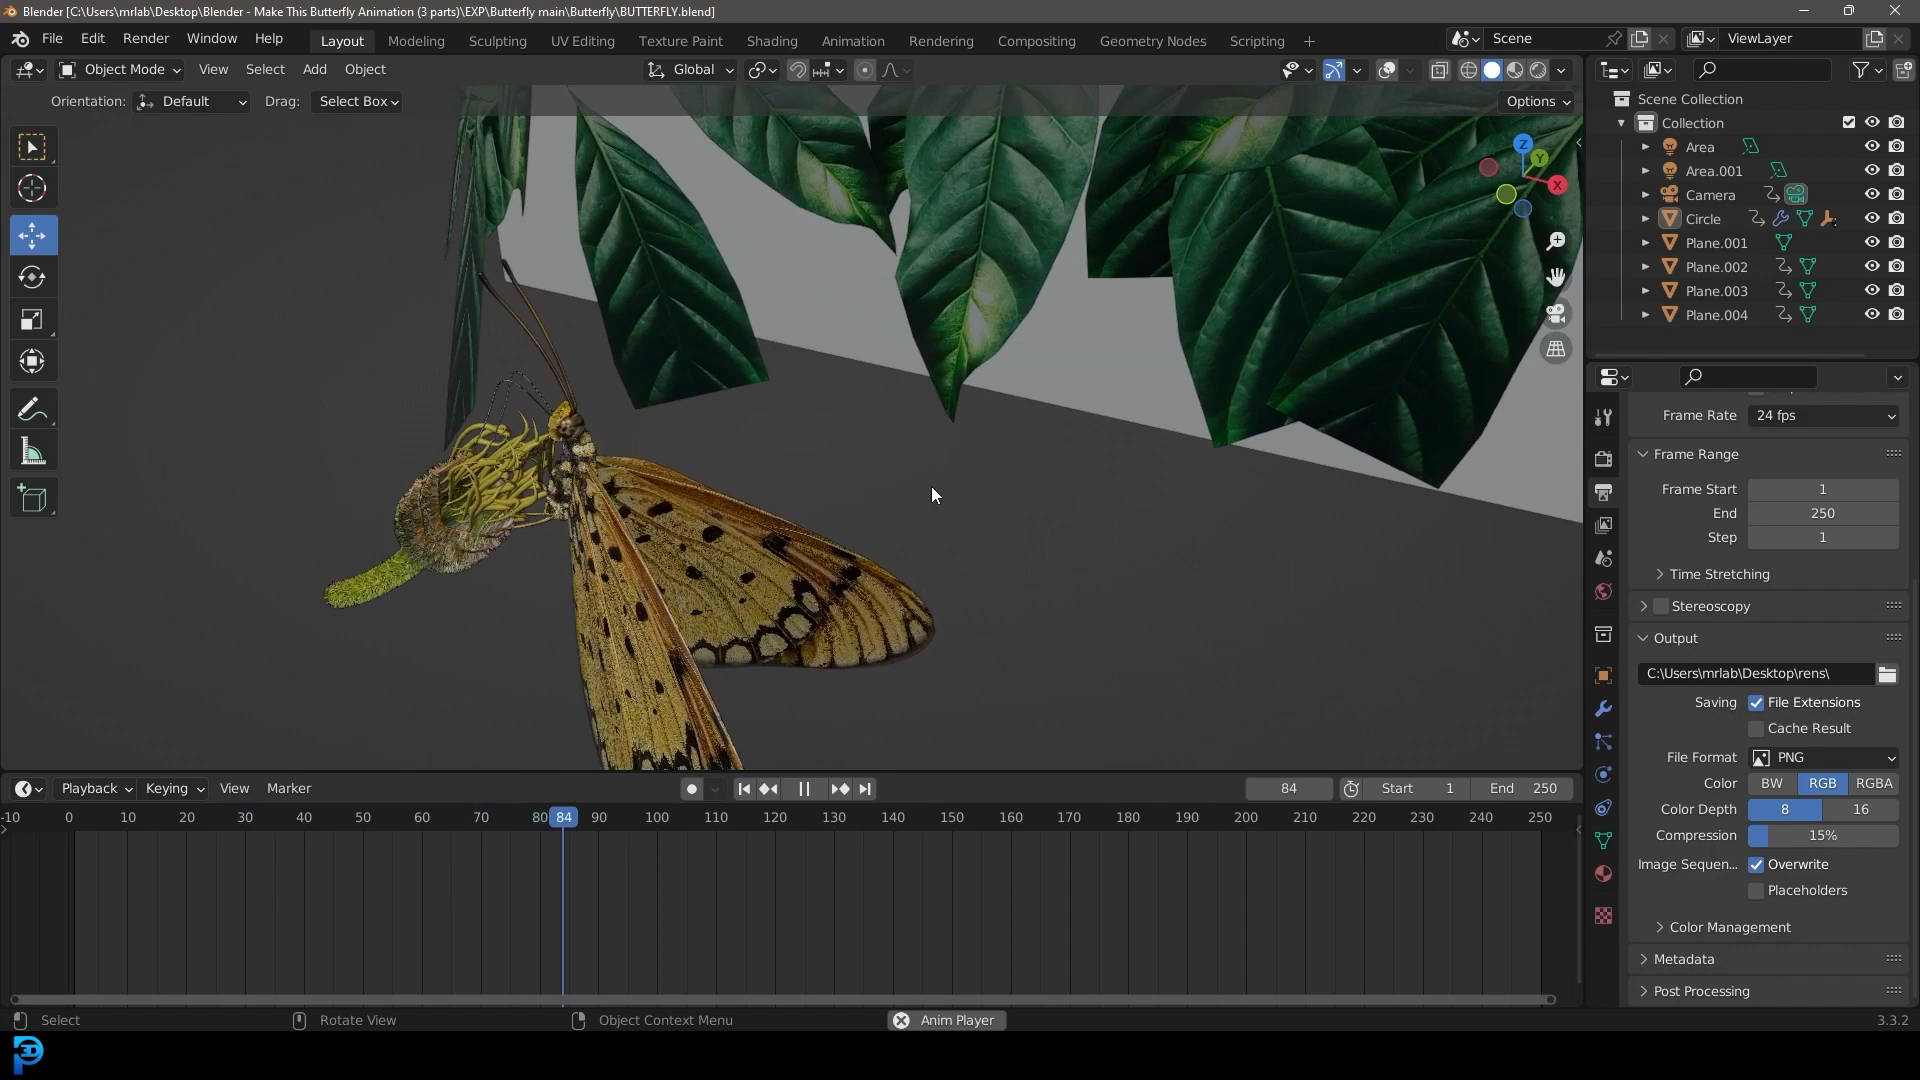 Blender [C:\Users\mrlab\Desktop\Blender - Make This Butterfly Animation (3 parts)\EXP\Butterfly main\Butterfly\BUTTERFLY.blend]
File Edit Render Window Help
Layout Modeling Sculpting UV Editing Texture Paint Shading Animation Rendering Compositing Geometry Nodes Scripting +
Scene
ViewLayer
Object Mode View Select Add Object
Global
Orientation: Default Drag: Select Box
Options
Z
Y
X
Scene Collection
Collection
Area
Area.001
Camera
Circle
Plane.001
Plane.002
Plane.003
Plane.004
Frame Rate 24 fps
Frame Range
Frame Start 1
End 250
Step 1
Time Stretching
Stereoscopy
Output
C:\Users\mrlab\Desktop\rens\
Saving File Extensions
Cache Result
File Format PNG
Color BW RGB RGBA
Color Depth 8 16
Compression 15%
Image Sequen... Overwrite
Placeholders
Color Management
Metadata
Post Processing
Playback Keying View Marker
84 Start 1 End 250
-10 0 10 20 30 40 50 60 70 80 84 90 100 110 120 130 140 150 160 170 180 190 200 210 220 230 240 250
Select Rotate View Object Context Menu Anim Player 3.3.2